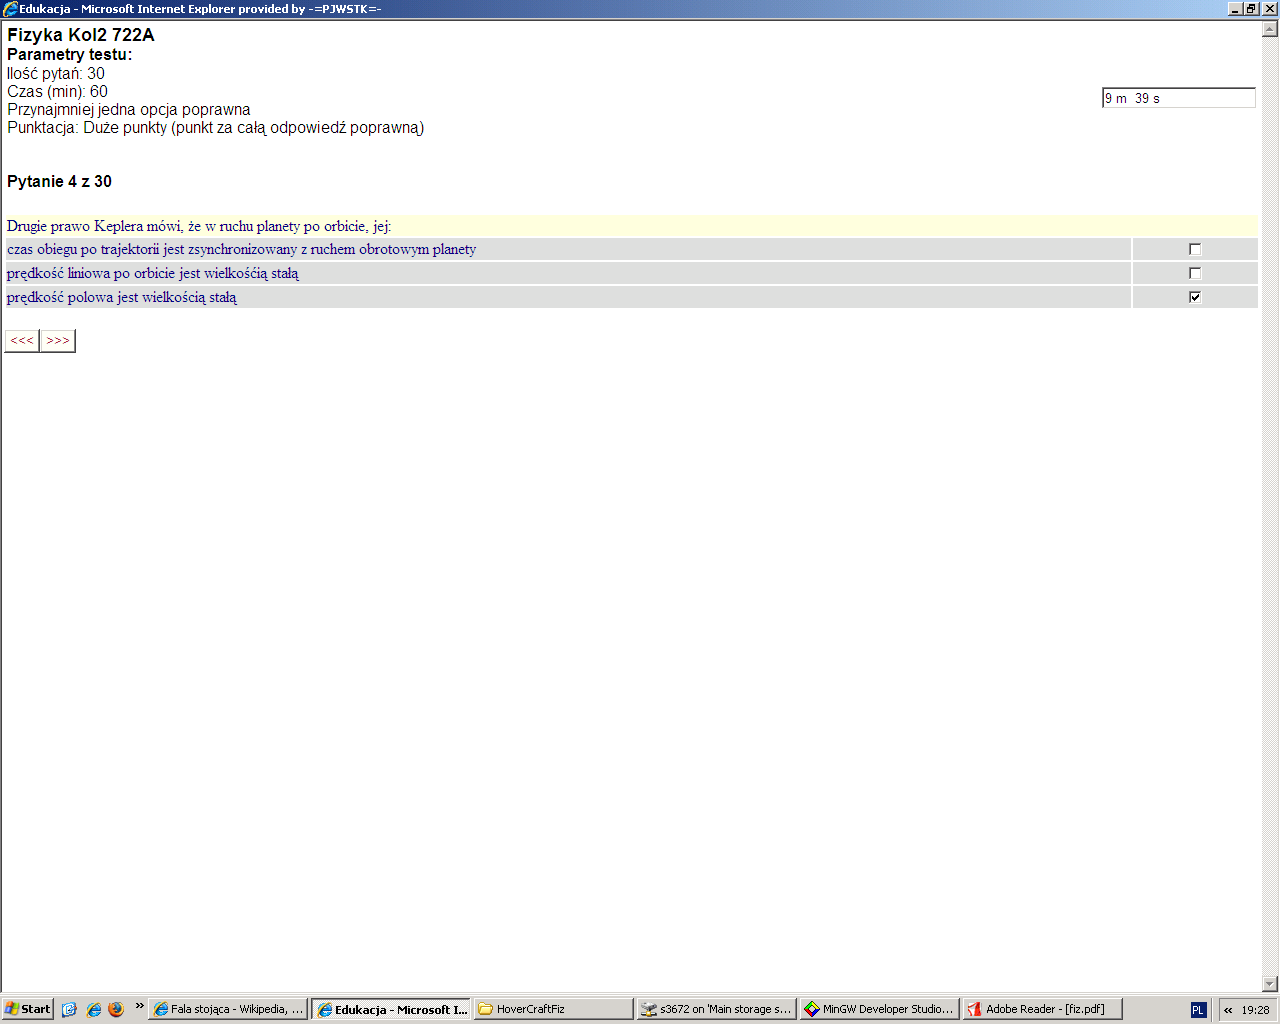 Edukacja - Microsoft Internet Explorer provided by -=PJWSTK=-
Fizyka Kol2 722A
Parametry testu:
Ilość pytań: 30
Czas (min): 60
9 m 39 s
Przynajmniej jedna opcja poprawna
Punktacja: Duże punkty (punkt za całą odpowiedź poprawną)
Pytanie 4 z 30
Drugie prawo Keplera mówi, że w ruchu planety po orbicie, jej:
czas obiegu po trajektorii jest zsynchronizowany z ruchem obrotowym planety
prędkość liniowa po orbicie jest wielkośćią stałą
prędkość polowa jest wielkością stałą
<<< >>>
Start » Fala stojąca - Wikipedia, ... Edukacja - Microsoft I... HoverCraftFiz s3672 on 'Main storage s... MinGW Developer Studio... Adobe Reader - [fiz.pdf] PL « 19:28